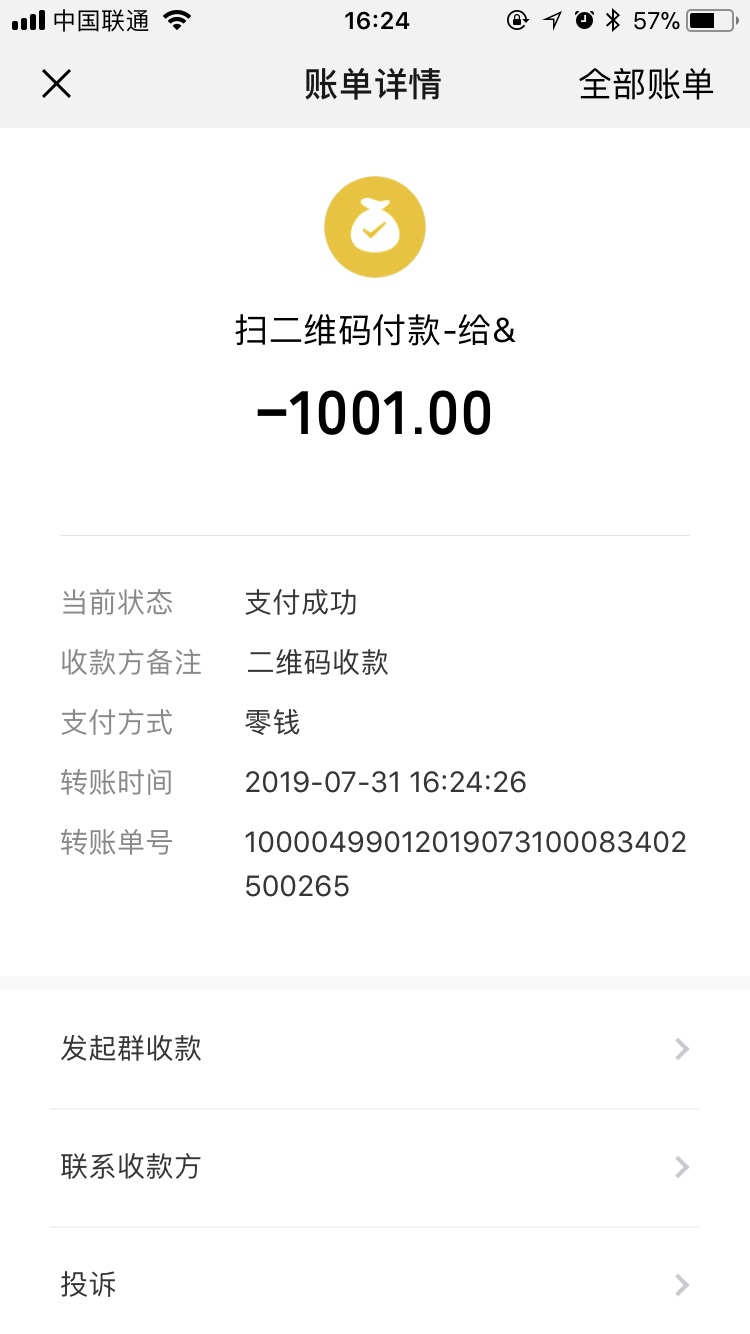 中国联通 16:24 57%
账单详情 全部账单
扫二维码付款-给&
-1001.00
当前状态 支付成功
收款方备注 二维码收款
支付方式 零钱
转账时间 2019-07-31 16:24:26
转账单号 10000499012019073100083402
500265
发起群收款
联系收款方
投诉